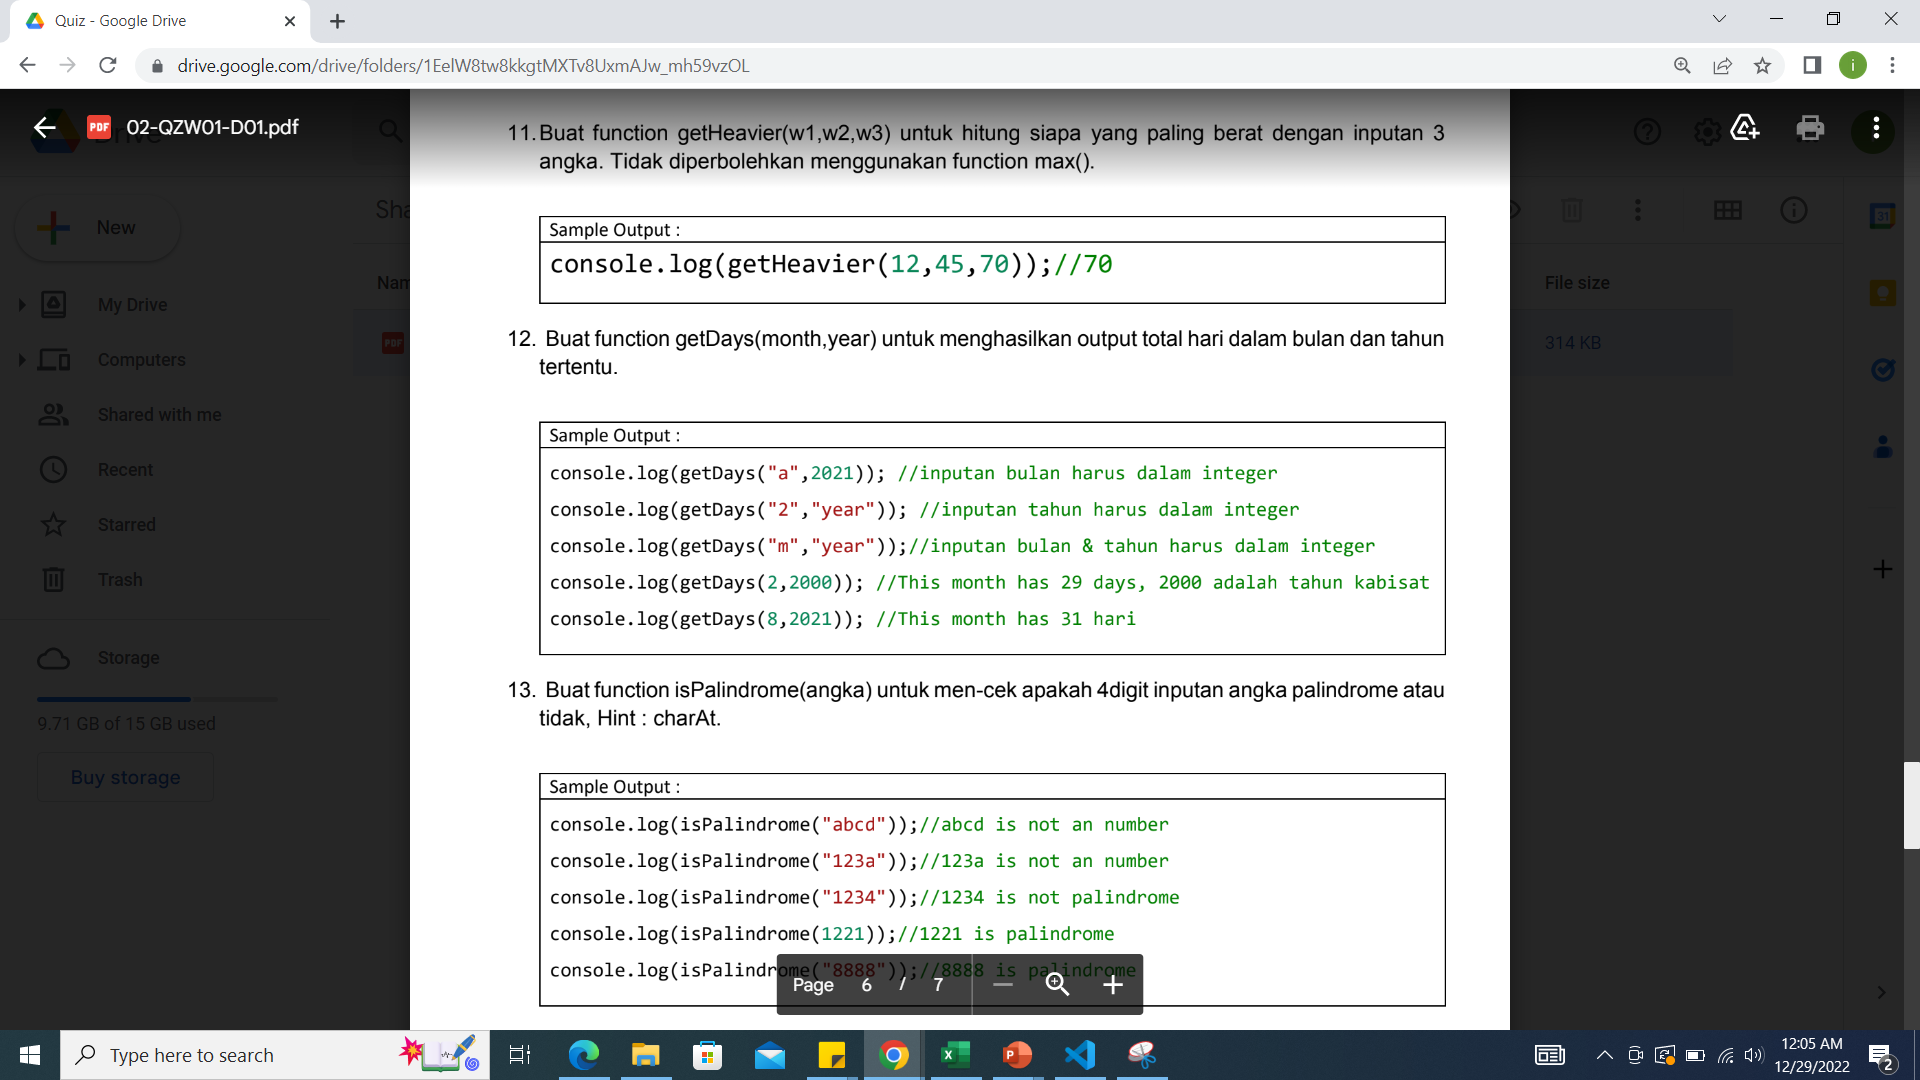 Quiz - Google Drive
drive.google.com/drive/folders/1EelW8tw8kkgtMXTv8UxmAJw_mh59vzOL
i
PDF 02-QZW01-D01.pdf
New
My Drive
Computers
Shared with me
Recent
Starred
Trash
Storage
9.71 GB of 15 GB used
Buy storage
File size
PDF
314 KB
31
11. Buat function getHeavier(w1,w2,w3) untuk hitung siapa yang paling berat dengan inputan 3
angka. Tidak diperbolehkan menggunakan function max().
Sample Output :
console.log(getHeavier(12,45,70));//70
12. Buat function getDays(month,year) untuk menghasilkan output total hari dalam bulan dan tahun
tertentu.
Sample Output :
console.log(getDays("a",2021)); //inputan bulan harus dalam integer
console.log(getDays("2","year")); //inputan tahun harus dalam integer
console.log(getDays("m","year"));//inputan bulan & tahun harus dalam integer
console.log(getDays(2,2000)); //This month has 29 days, 2000 adalah tahun kabisat
console.log(getDays(8,2021)); //This month has 31 hari
13. Buat function isPalindrome(angka) untuk men-cek apakah 4digit inputan angka palindrome atau
tidak, Hint : charAt.
Sample Output :
console.log(isPalindrome("abcd"));//abcd is not an number
console.log(isPalindrome("123a"));//123a is not an number
console.log(isPalindrome("1234"));//1234 is not palindrome
console.log(isPalindrome(1221));//1221 is palindrome
console.log(isPalindrome("8888"));//8888 is palindrome
Page 6 / 7
Type here to search
12:05 AM
12/29/2022
2